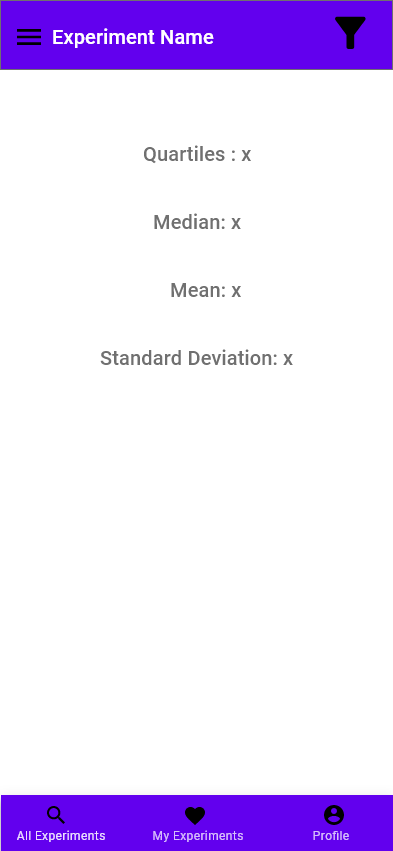 Experiment Name
Quartiles : x
Median: x
Mean: x
Standard Deviation: x
All Experiments
My Experiments
Profile